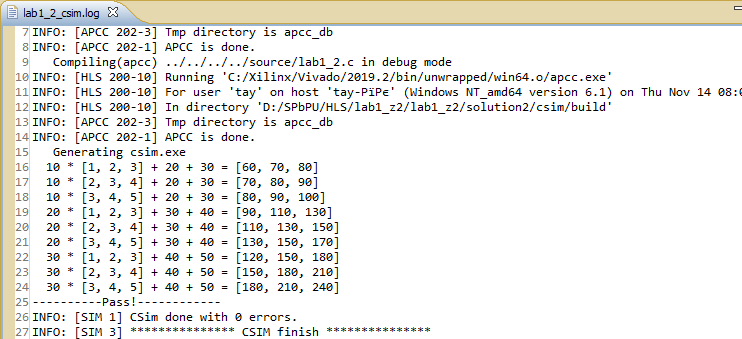 lab1_2_csim.log
7 INFO: [APCC 202-3] Tmp directory is apcc_db
8 INFO: [APCC 202-1] APCC is done.
9    Compiling(apcc) ../../../../source/lab1_2.c in debug mode
10 INFO: [HLS 200-10] Running 'C:/Xilinx/Vivado/2019.2/bin/unwrapped/win64.o/apcc.exe'
11 INFO: [HLS 200-10] For user 'tay' on host 'tay-РїРє' (Windows NT_amd64 version 6.1) on Thu Nov 14 08:0
12 INFO: [HLS 200-10] In directory 'D:/SPbPU/HLS/lab1_z2/lab1_z2/solution2/csim/build'
13 INFO: [APCC 202-3] Tmp directory is apcc_db
14 INFO: [APCC 202-1] APCC is done.
15    Generating csim.exe
16   10 * [1, 2, 3] + 20 + 30 = [60, 70, 80]
17   10 * [2, 3, 4] + 20 + 30 = [70, 80, 90]
18   10 * [3, 4, 5] + 20 + 30 = [80, 90, 100]
19   20 * [1, 2, 3] + 30 + 40 = [90, 110, 130]
20   20 * [2, 3, 4] + 30 + 40 = [110, 130, 150]
21   20 * [3, 4, 5] + 30 + 40 = [130, 150, 170]
22   30 * [1, 2, 3] + 40 + 50 = [120, 150, 180]
23   30 * [2, 3, 4] + 40 + 50 = [150, 180, 210]
24   30 * [3, 4, 5] + 40 + 50 = [180, 210, 240]
25 ----------Pass!------------
26 INFO: [SIM 1] CSim done with 0 errors.
27 INFO: [SIM 3] *************** CSIM finish ***************